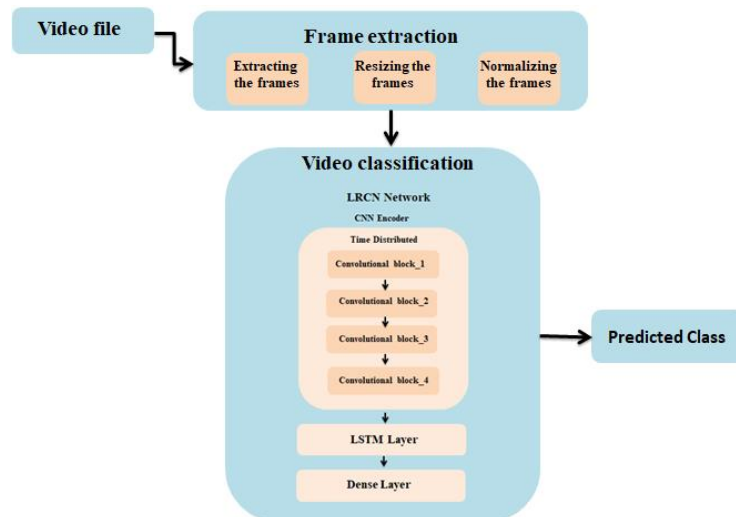 Video file
Frame extraction
Extracting
the frames
Resizing the
frames
Normalizing
the frames
Video classification
LRCN Network
CNN Encoder
Time Distributed
Convolutional block_1
Convolutional block_2
Convolutional block_3
Convolutional block_4
LSTM Layer
Dense Layer
Predicted Class